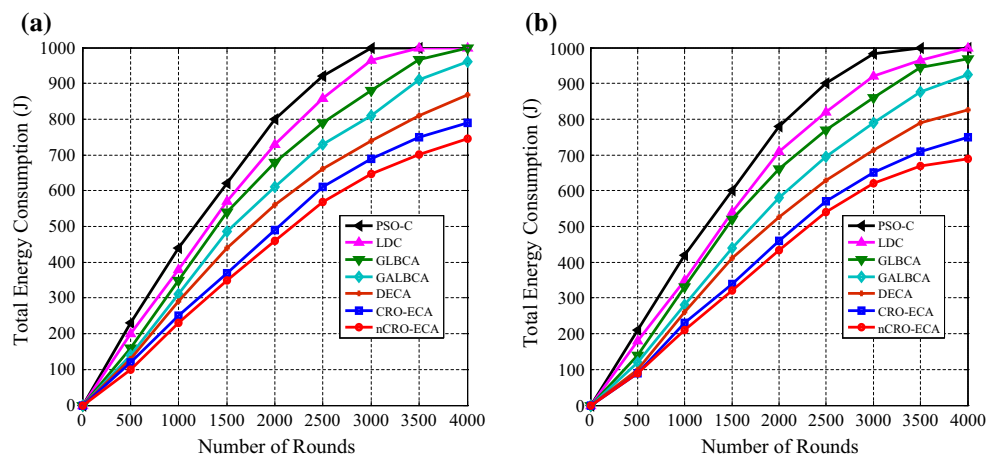 (a)
Total Energy Consumption (J)
1000
900
800
700
600
500
400
300
200
100
0
PSO-C
LDC
GLBCA
GALBCA
DECA
CRO-ECA
nCRO-ECA
0 500 1000 1500 2000 2500 3000 3500 4000
Number of Rounds
(b)
Total Energy Consumption (J)
1000
900
800
700
600
500
400
300
200
100
0
PSO-C
LDC
GLBCA
GALBCA
DECA
CRO-ECA
nCRO-ECA
0 500 1000 1500 2000 2500 3000 3500 4000
Number of Rounds